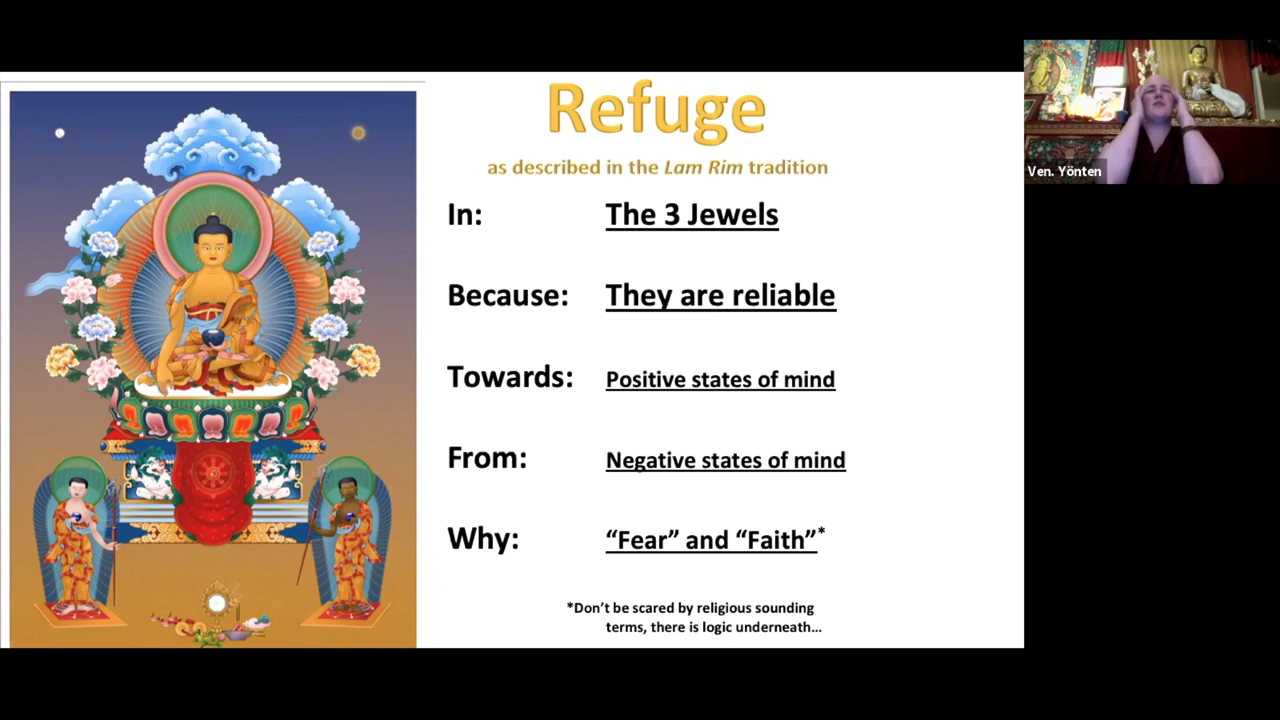 Refuge
as described in the Lam Rim tradition
In: The 3 Jewels
Because: They are reliable
Towards: Positive states of mind
From: Negative states of mind
Why: “Fear” and “Faith”*
*Don’t be scared by religious sounding
terms, there is logic underneath…
Ven. Yönten